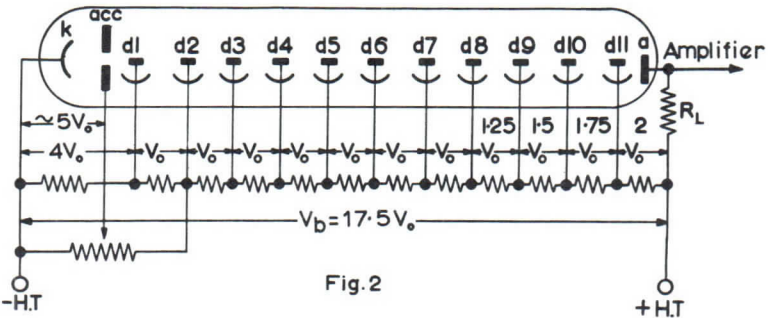 acc
k d1 d2 d3 d4 d5 d6 d7 d8 d9 d10 d11 a Amplifier
≃5V₀ 1·25 1·5 1·75 2 R_L
4V₀ V₀ V₀ V₀ V₀ V₀ V₀ V₀ V₀ V₀ V₀ V₀
V_b=17·5V₀
Fig.2
-H.T +H.T